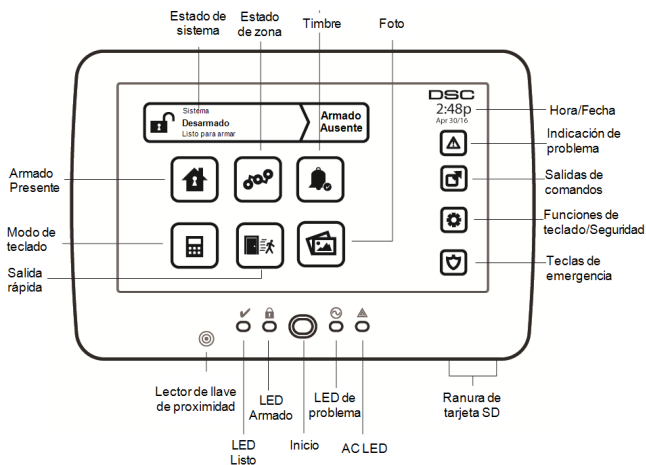 Estado de
sistema
Estado
de zona
Timbre
Foto
Sistema
Desarmado
Listo para armar
Armado
Ausente
DSC
2:48p
Apr 30/16
Hora/Fecha
Indicación de
problema
Salidas de
comandos
Funciones de
teclado/Seguridad
Teclas de
emergencia
Armado
Presente
Modo de
teclado
Salida
rápida
Lector de llave
de proximidad
LED
Listo
LED
Armado
Inicio
LED de
problema
AC LED
Ranura de
tarjeta SD